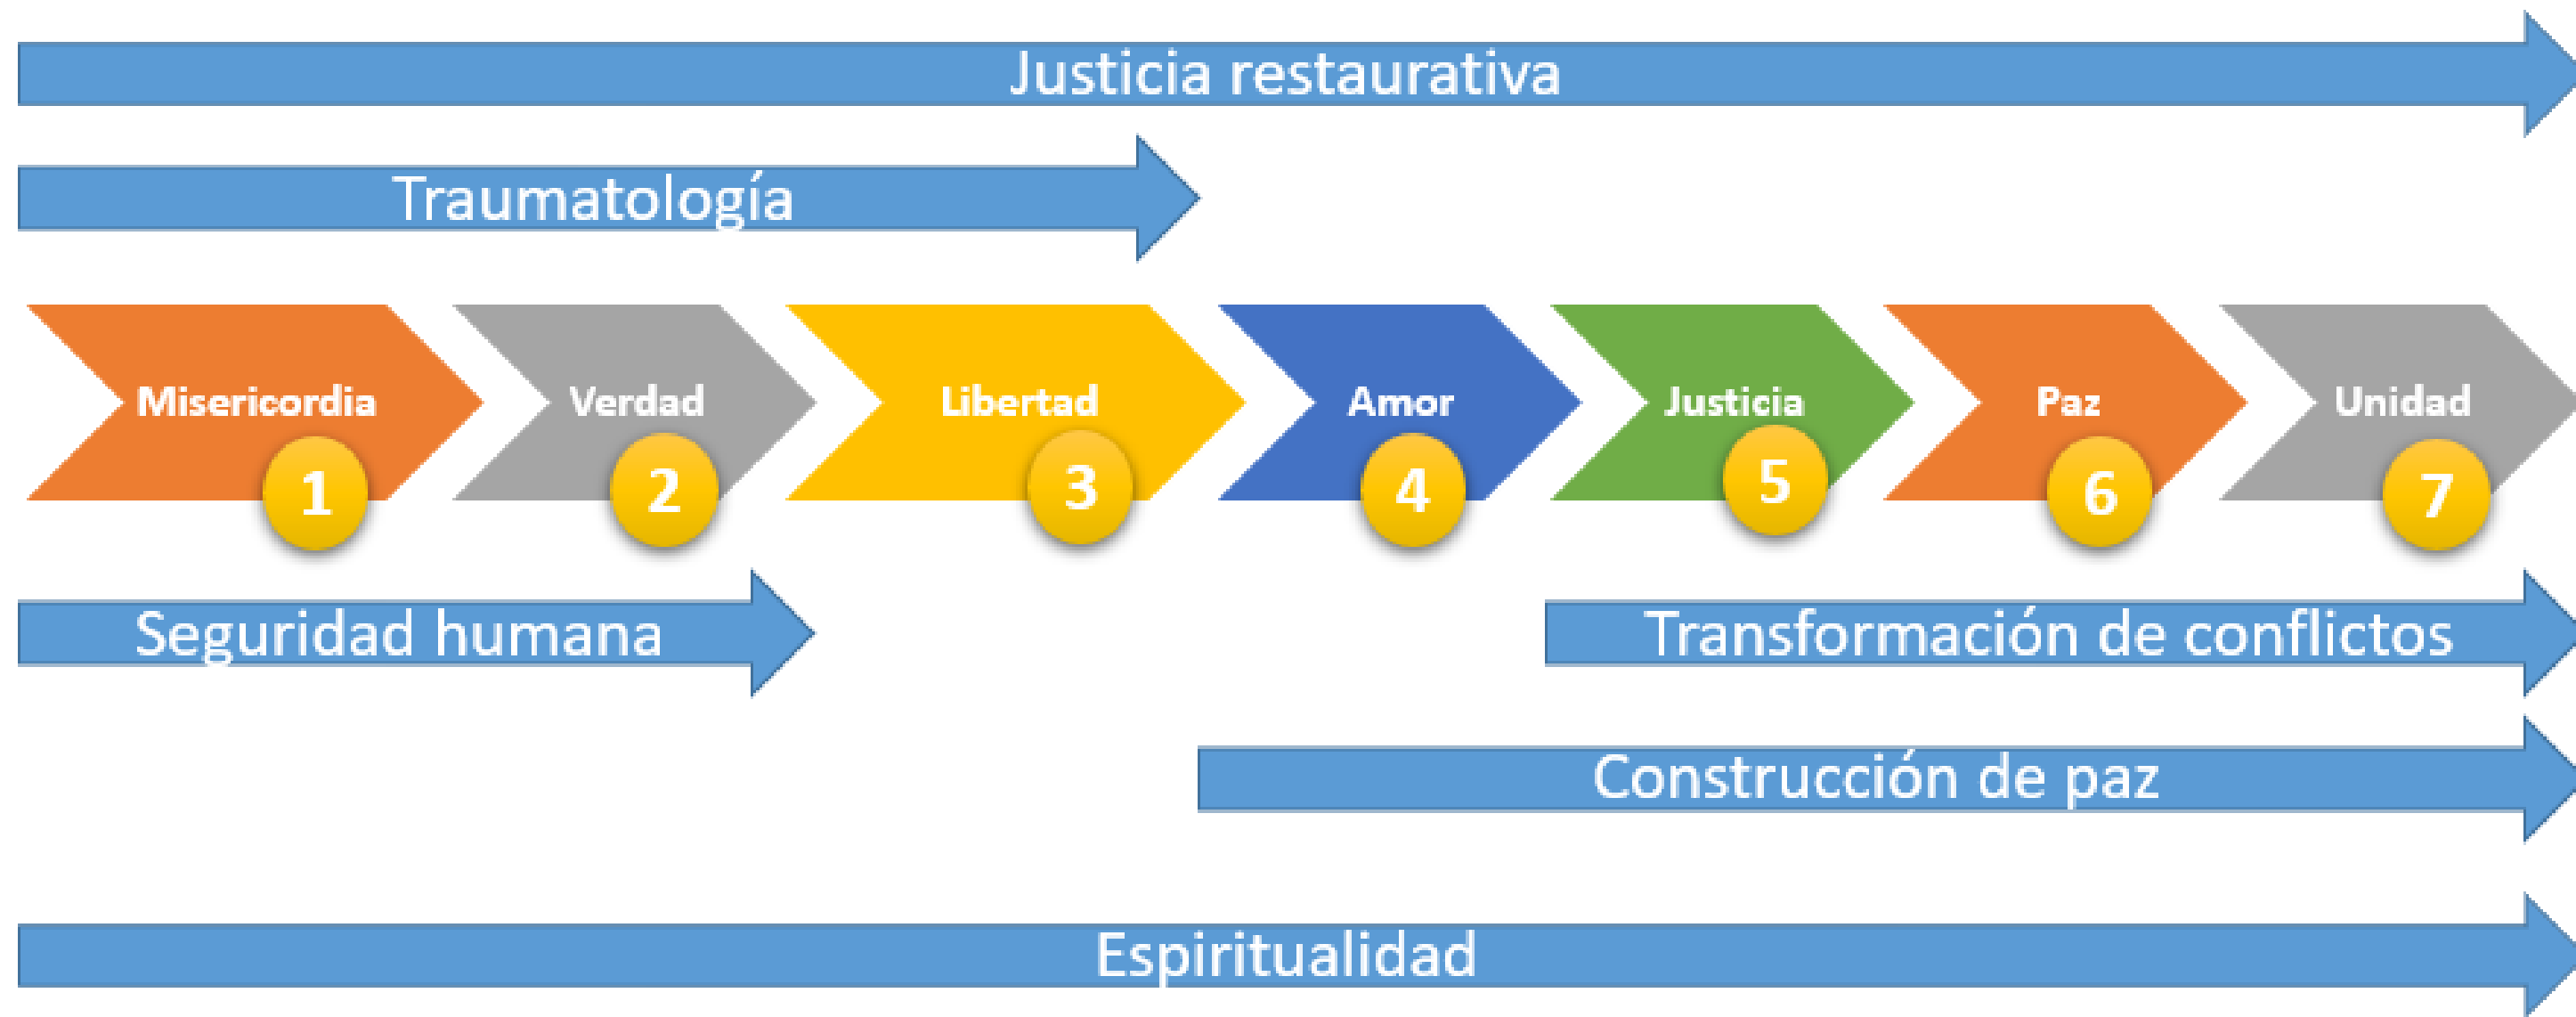 Justicia restaurativa
Traumatología
Misericordia
1
Verdad
2
Libertad
3
Amor
4
Justicia
5
Paz
6
Unidad
7
Seguridad humana
Transformación de conflictos
Construcción de paz
Espiritualidad